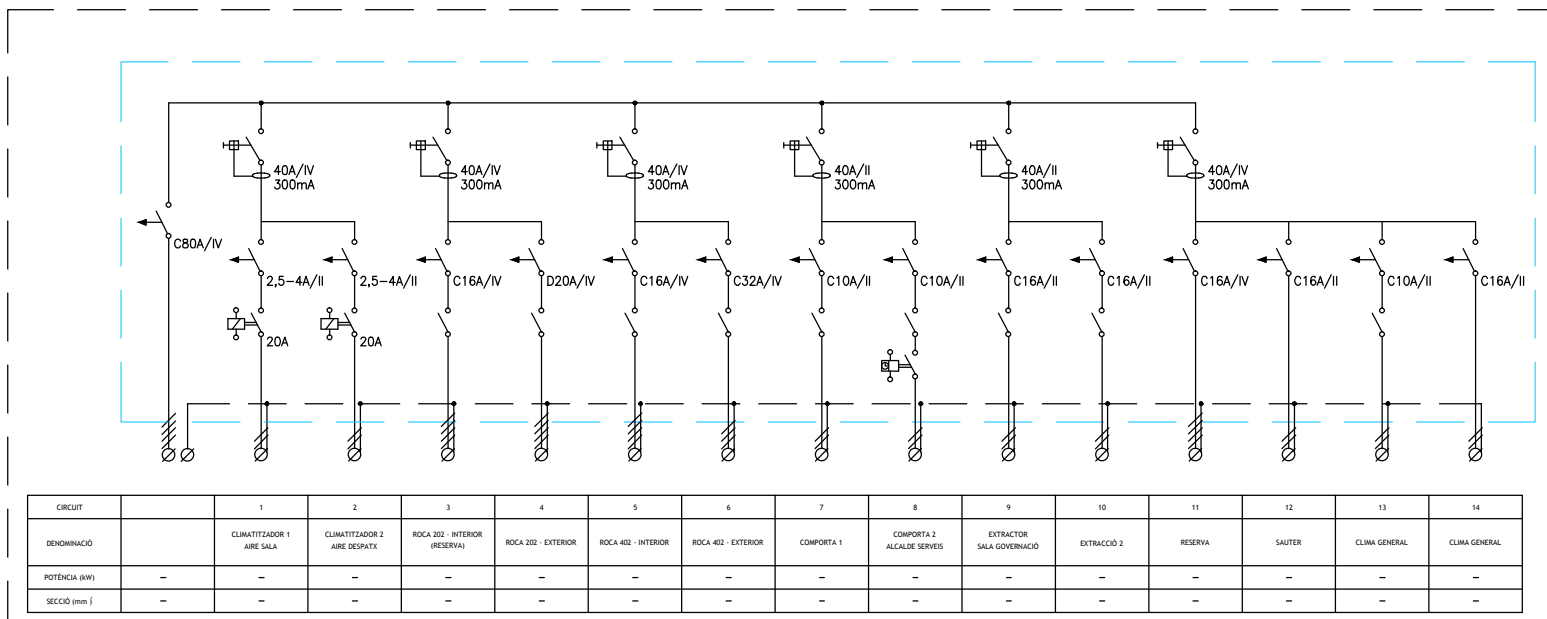 40A/IV
300mA
40A/IV
300mA
40A/IV
300mA
40A/II
300mA
40A/II
300mA
40A/IV
300mA
C80A/IV
2,5-4A/II
2,5-4A/II
C16A/IV
D20A/IV
C16A/IV
C32A/IV
C10A/II
C10A/II
C16A/II
C16A/II
C16A/IV
C16A/II
C10A/II
C16A/II
20A
20A
CIRCUIT 1 2 3 4 5 6 7 8 9 10 11 12 13 14
DENOMINACIÓ
CLIMATITZADOR 1
AIRE SALA
CLIMATITZADOR 2
AIRE DESPATX
ROCA 202 - INTERIOR
(RESERVA)
ROCA 202 - EXTERIOR
ROCA 402 - INTERIOR
ROCA 402 - EXTERIOR
COMPORTA 1
COMPORTA 2
ALCALDE SERVEIS
EXTRACTOR
SALA GOVERNACIÓ
EXTRACCIÓ 2
RESERVA
SAUTER
CLIMA GENERAL
CLIMA GENERAL
POTÈNCIA (kW) – – – – – – – – – – – – – – –
SECCIÓ (mm²) – – – – – – – – – – – – – – –